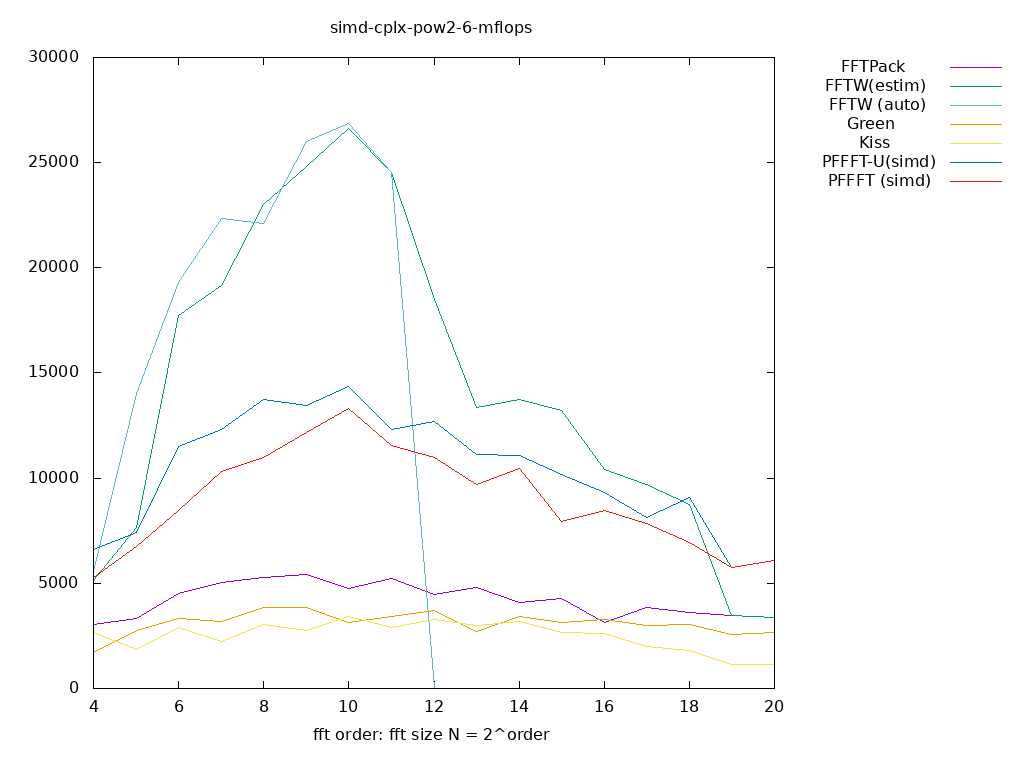 simd-cplx-pow2-6-mflops
30000
25000
20000
15000
10000
5000
0
4 6 8 10 12 14 16 18 20
fft order: fft size N = 2^order
FFTPack
FFTW(estim)
FFTW (auto)
Green
Kiss
PFFFT-U(simd)
PFFFT (simd)